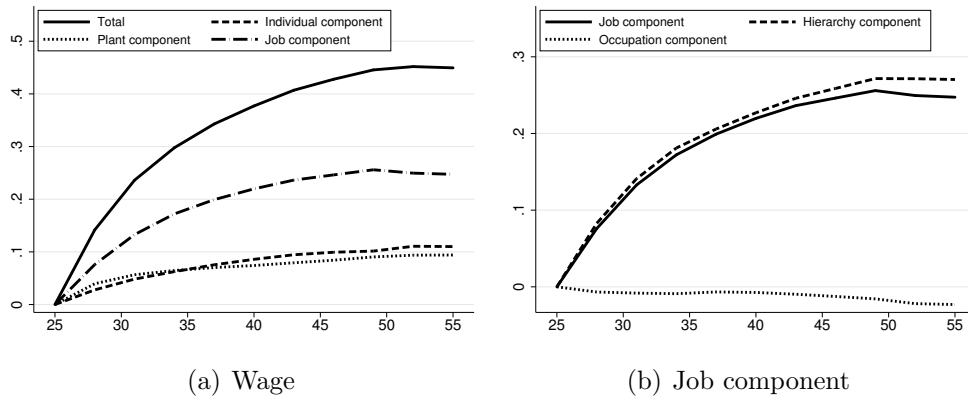 Total Individual component
Plant component Job component
.5
.4
.3
.2
.1
0
25 30 35 40 45 50 55
(a) Wage
Job component Hierarchy component
Occupation component
.3
.2
.1
0
25 30 35 40 45 50 55
(b) Job component